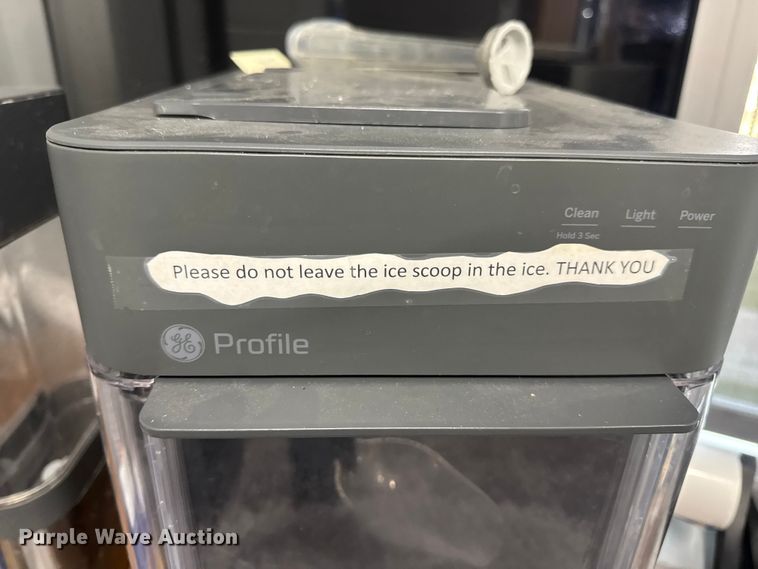 Clean Light Power
Hold 3 Sec
Please do not leave the ice scoop in the ice. THANK YOU
GE Profile
Purple Wave Auction